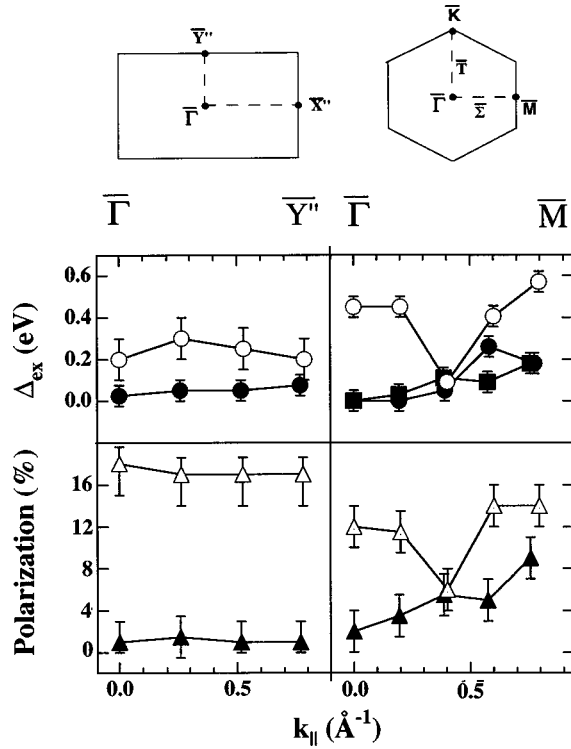 Y̅" K̅
T̅
Γ̅ X̅" Γ̅ Σ̅ M̅
Γ̅ Y̅" Γ̅ M̅
0.6
0.4
0.2
0.0
Δex (eV)
16
12
8
4
0
Polarization (%)
0.0 0.5 0.0 0.5
k|| (Å-1)